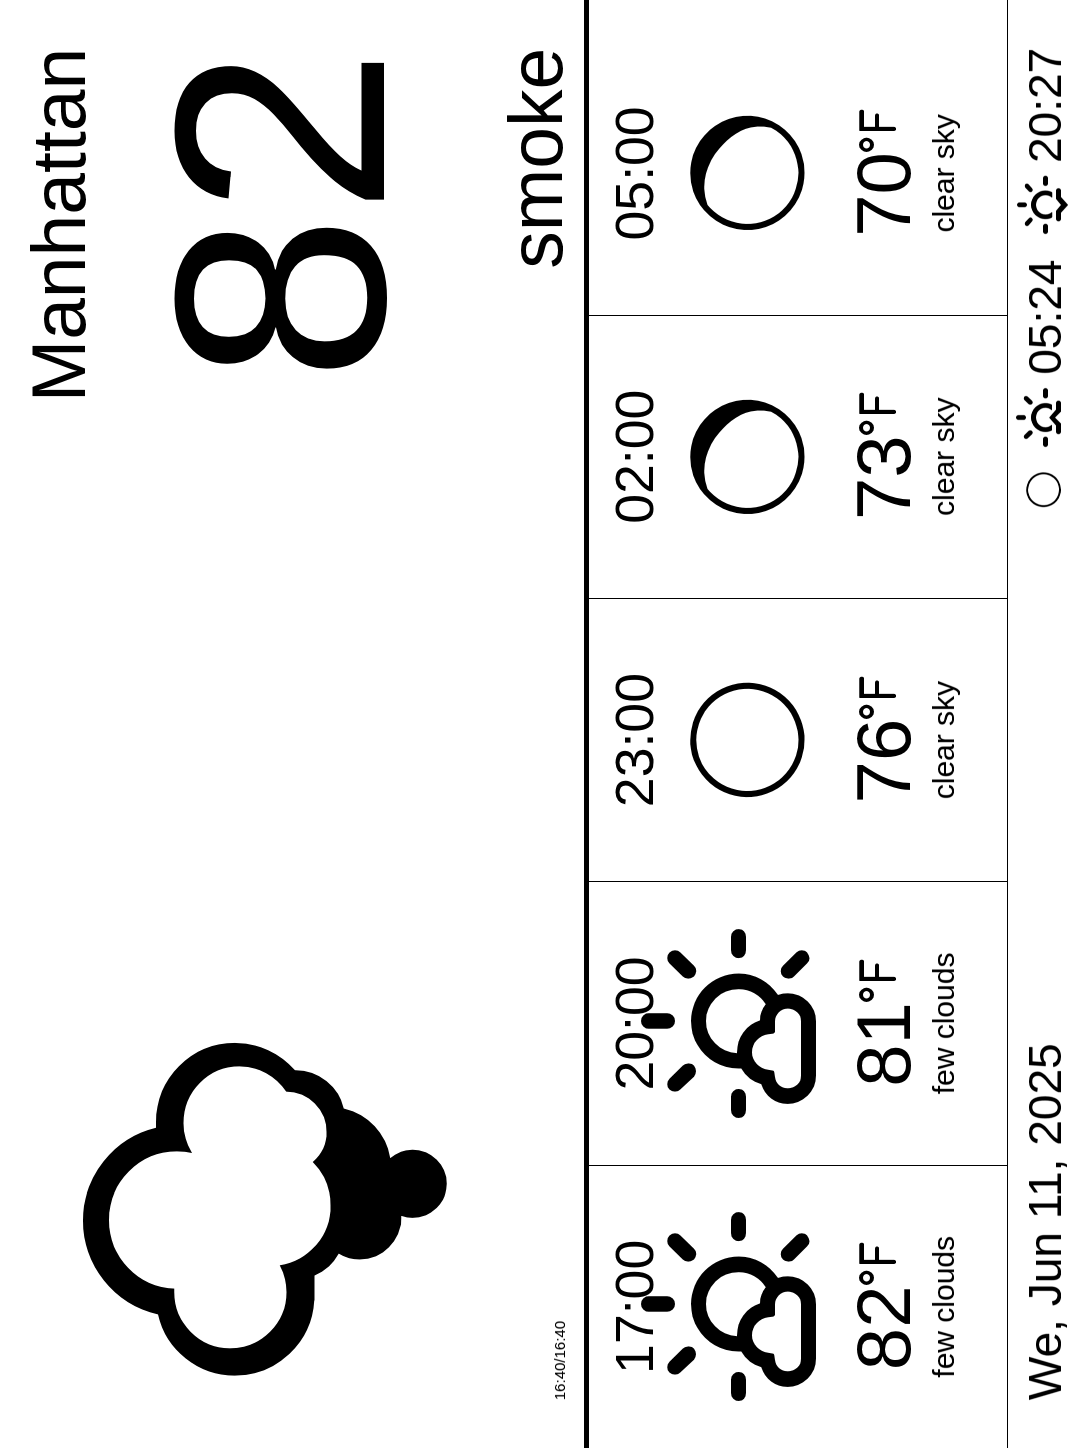 Manhattan
82
smoke
16:40/16:40
17:00 20:00 23:00 02:00 05:00
82°F 81°F 76°F 73°F 70°F
few clouds few clouds clear sky clear sky clear sky
We, Jun 11, 2025 05:24 20:27